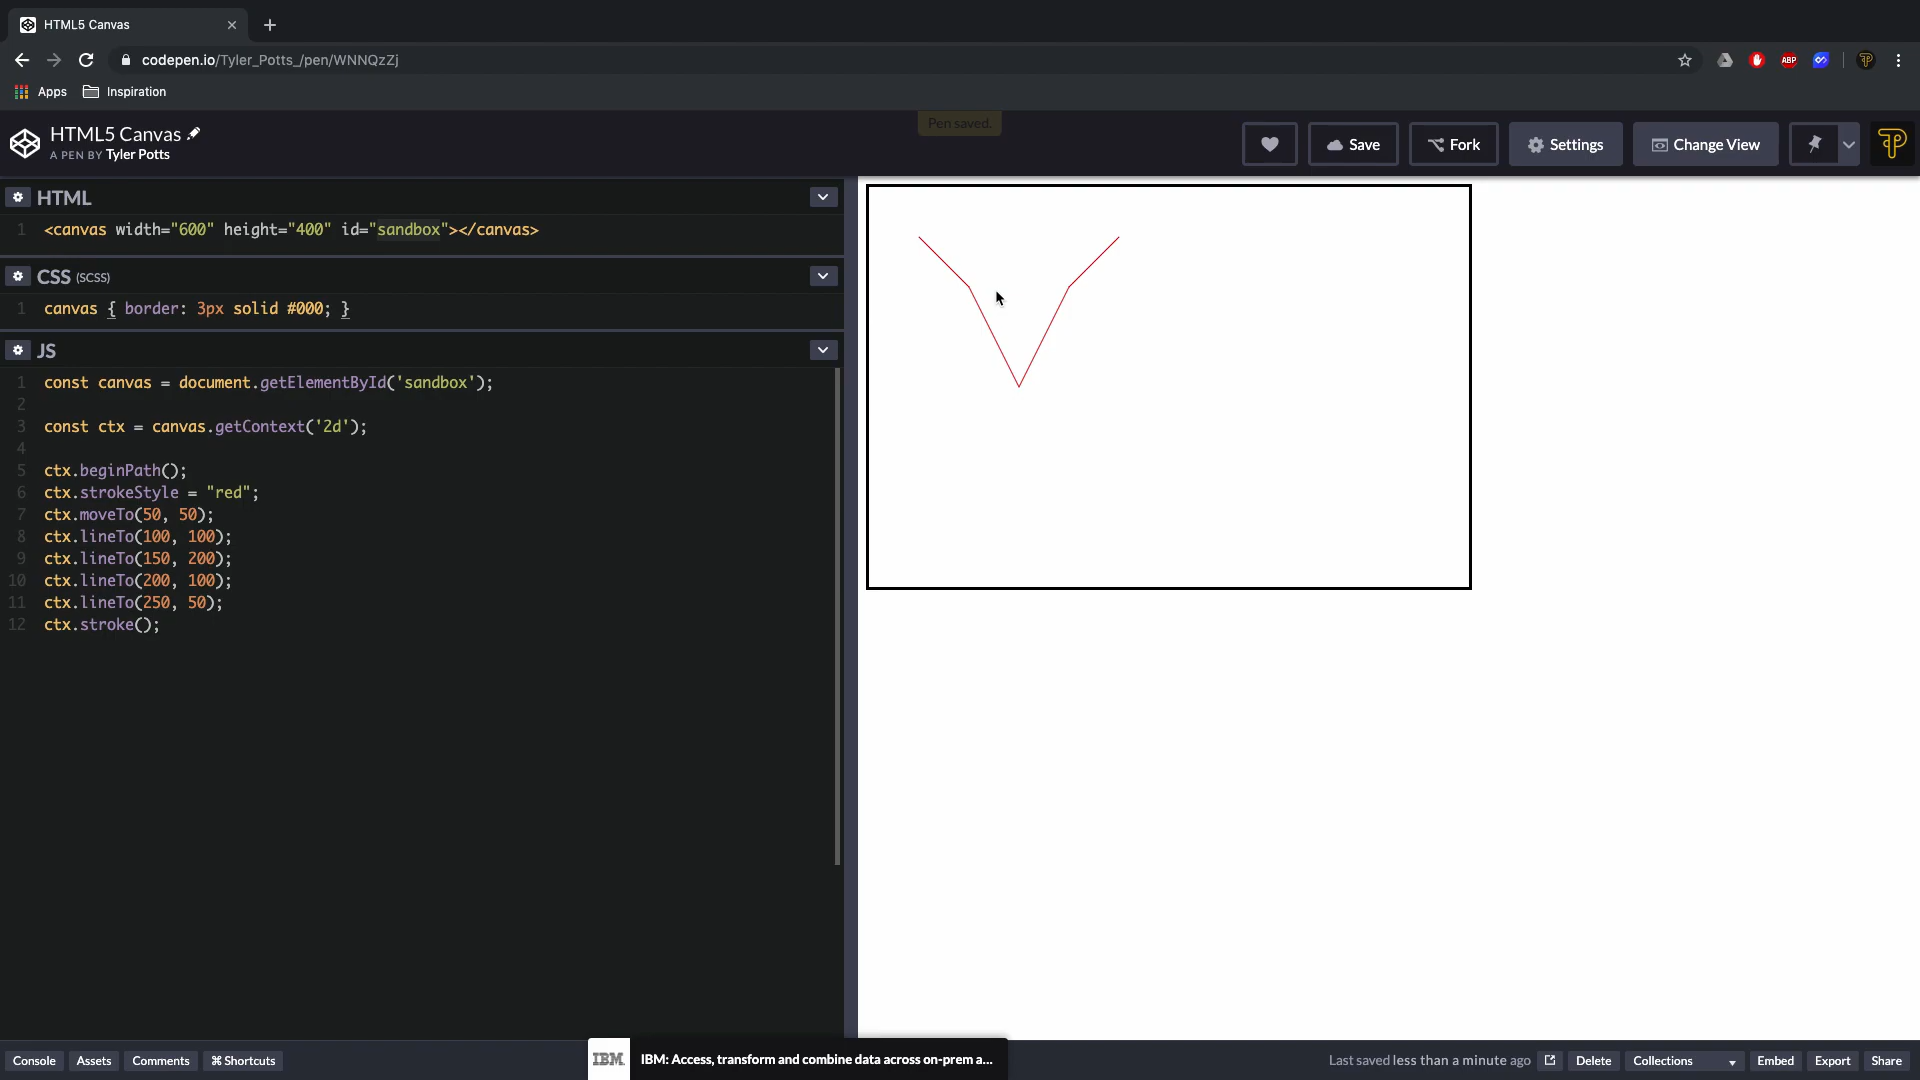 HTML5 Canvas
codepen.io/Tyler_Potts_/pen/WNNQzZj
ABP
Apps
Inspiration
HTML5 Canvas
A PEN BY Tyler Potts
Pen saved.
Save
Fork
Settings
Change View
HTML
1 <canvas width="600" height="400" id="sandbox"></canvas>
CSS (SCSS)
1 canvas { border: 3px solid #000; }
JS
1 const canvas = document.getElementById('sandbox');
2
3 const ctx = canvas.getContext('2d');
4
5 ctx.beginPath();
6 ctx.strokeStyle = "red";
7 ctx.moveTo(50, 50);
8 ctx.lineTo(100, 100);
9 ctx.lineTo(150, 200);
10 ctx.lineTo(200, 100);
11 ctx.lineTo(250, 50);
12 ctx.stroke();
Console
Assets
Comments
⌘ Shortcuts
IBM
IBM: Access, transform and combine data across on-prem a...
Last saved less than a minute ago
Delete
Collections
Embed
Export
Share